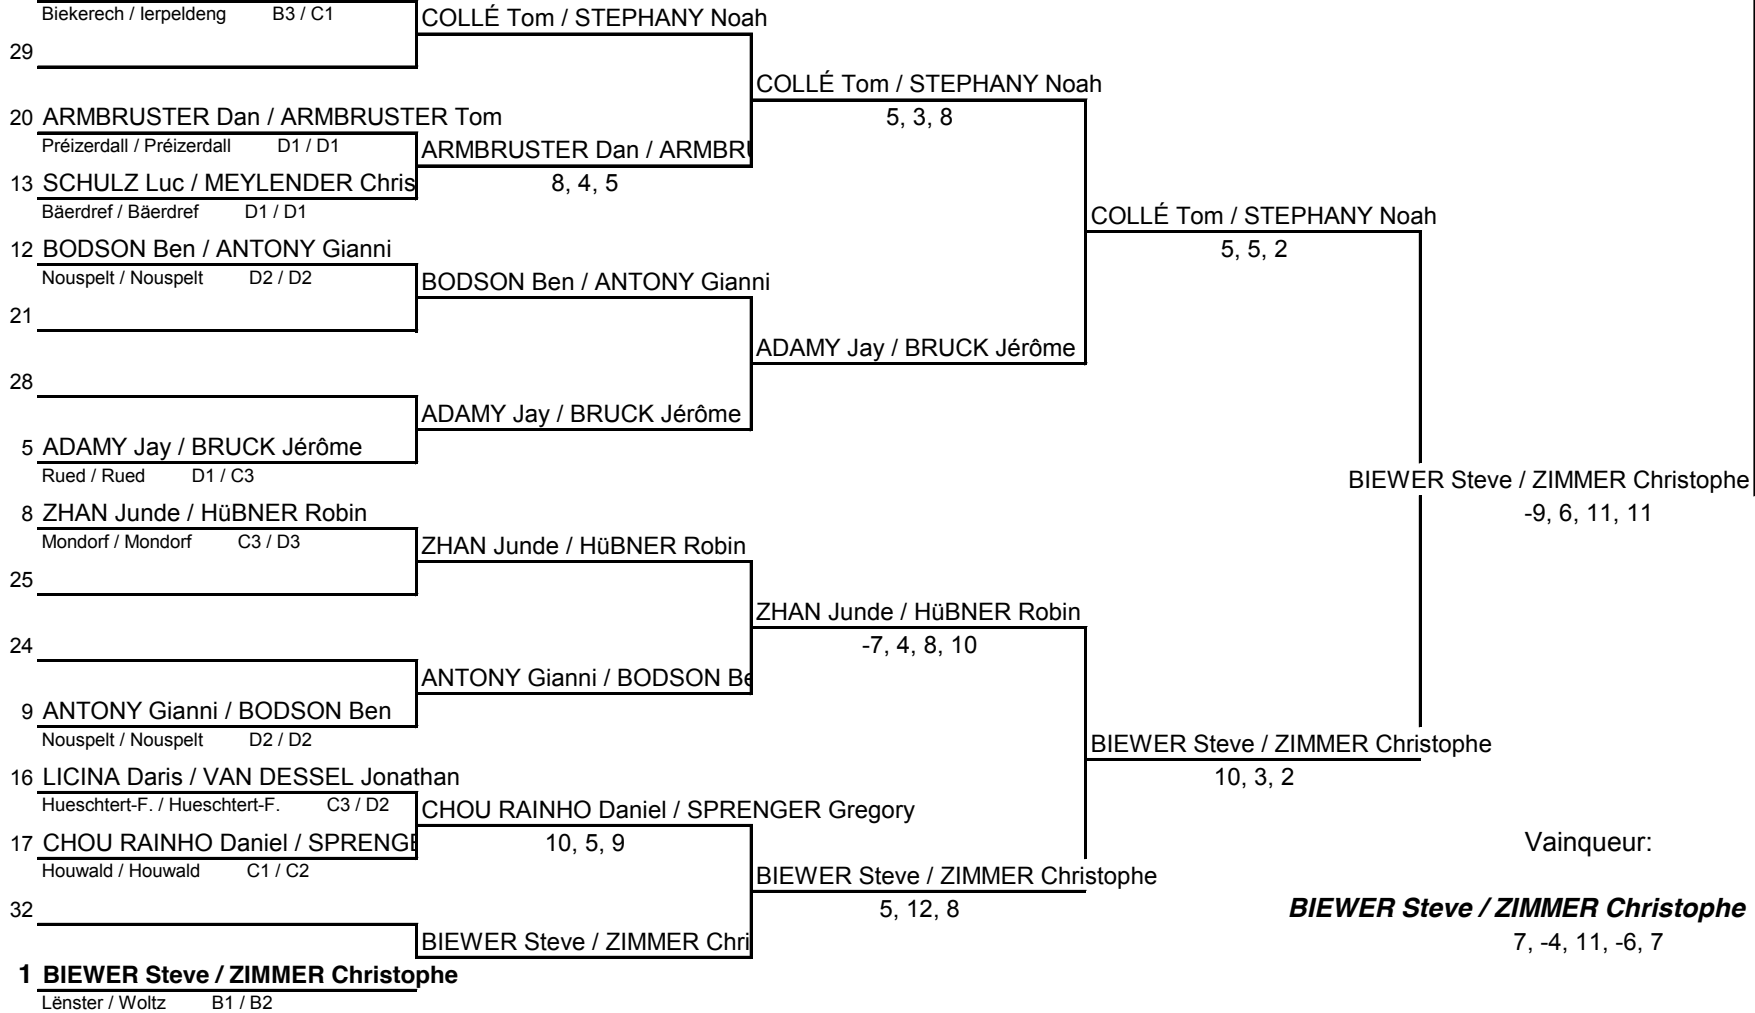 Biekerech / Ierpeldeng B3 / C1
COLLÉ Tom / STEPHANY Noah
29
COLLÉ Tom / STEPHANY Noah
5, 3, 8
20 ARMBRUSTER Dan / ARMBRUSTER Tom
Préizerdall / Préizerdall D1 / D1
ARMBRUSTER Dan / ARMBRU
8, 4, 5
13 SCHULZ Luc / MEYLENDER Chris
Bäerdref / Bäerdref D1 / D1
COLLÉ Tom / STEPHANY Noah
5, 5, 2
12 BODSON Ben / ANTONY Gianni
Nouspelt / Nouspelt D2 / D2
BODSON Ben / ANTONY Gianni
21
ADAMY Jay / BRUCK Jérôme
28
ADAMY Jay / BRUCK Jérôme
5 ADAMY Jay / BRUCK Jérôme
Rued / Rued D1 / C3
BIEWER Steve / ZIMMER Christophe
-9, 6, 11, 11
8 ZHAN Junde / HüBNER Robin
Mondorf / Mondorf C3 / D3
ZHAN Junde / HüBNER Robin
25
ZHAN Junde / HüBNER Robin
-7, 4, 8, 10
24
ANTONY Gianni / BODSON Be
9 ANTONY Gianni / BODSON Ben
Nouspelt / Nouspelt D2 / D2
BIEWER Steve / ZIMMER Christophe
10, 3, 2
16 LICINA Daris / VAN DESSEL Jonathan
Hueschtert-F. / Hueschtert-F. C3 / D2
CHOU RAINHO Daniel / SPRENGER Gregory
10, 5, 9
17 CHOU RAINHO Daniel / SPRENGE
Houwald / Houwald C1 / C2
BIEWER Steve / ZIMMER Christophe
5, 12, 8
32
BIEWER Steve / ZIMMER Chri
1 BIEWER Steve / ZIMMER Christophe
Lënster / Woltz B1 / B2
Vainqueur:
BIEWER Steve / ZIMMER Christophe
7, -4, 11, -6, 7